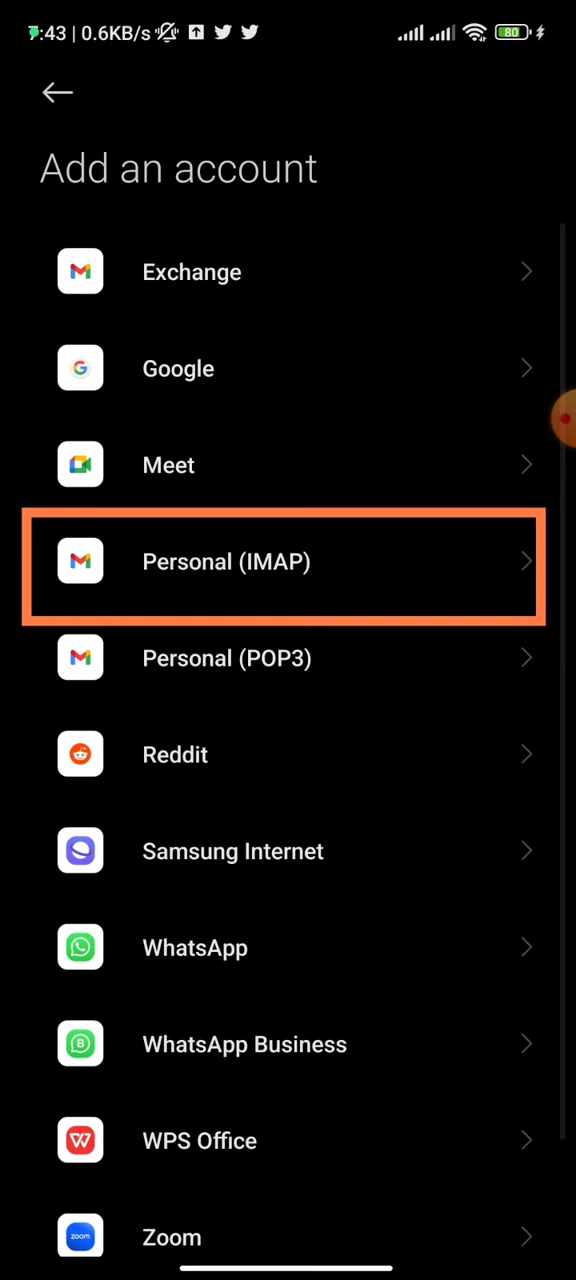 7:43 | 0.6KB/s 80
Add an account
Exchange
Google
Meet
Personal (IMAP)
Personal (POP3)
Reddit
Samsung Internet
WhatsApp
B
WhatsApp Business
WPS Office
zoom
Zoom